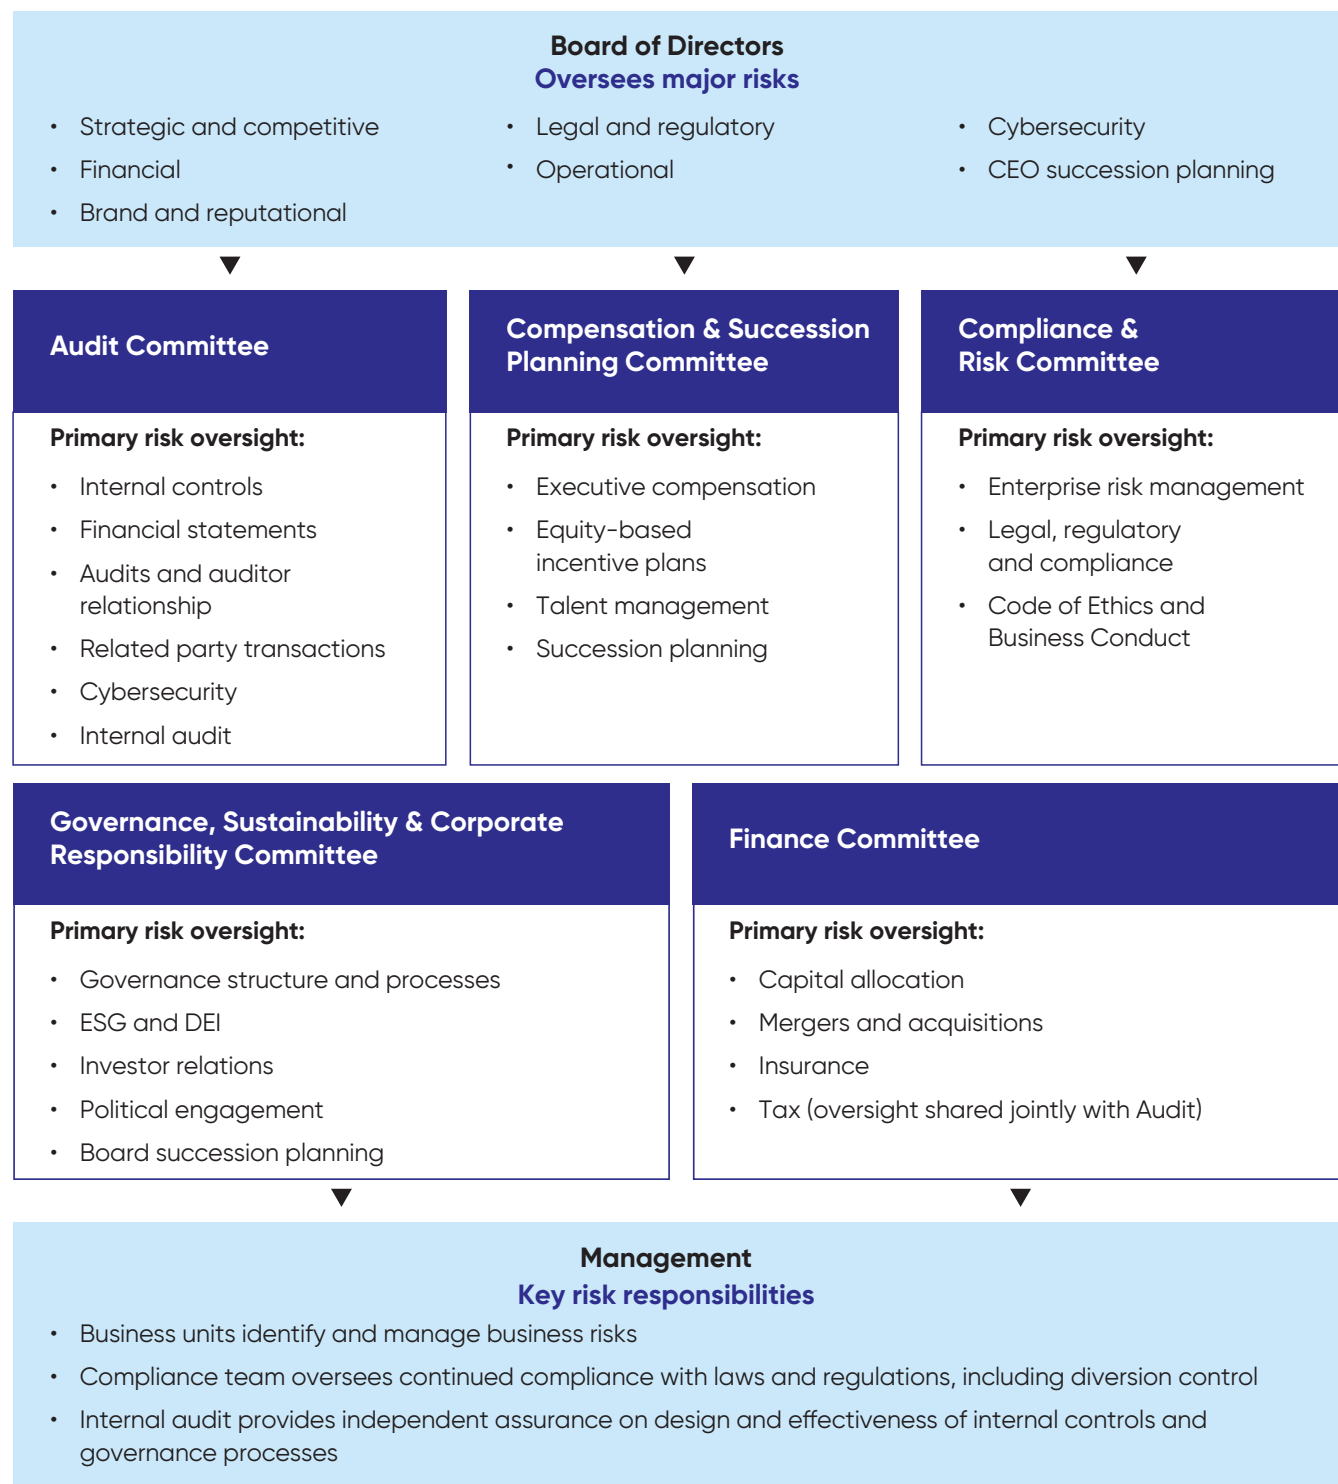 Board of Directors
Oversees major risks
• Strategic and competitive
• Financial
• Brand and reputational
• Legal and regulatory
• Operational
• Cybersecurity
• CEO succession planning
Audit Committee
Primary risk oversight:
• Internal controls
• Financial statements
• Audits and auditor
relationship
• Related party transactions
• Cybersecurity
• Internal audit
Compensation & Succession
Planning Committee
Primary risk oversight:
• Executive compensation
• Equity-based
incentive plans
• Talent management
• Succession planning
Compliance &
Risk Committee
Primary risk oversight:
• Enterprise risk management
• Legal, regulatory
and compliance
• Code of Ethics and
Business Conduct
Governance, Sustainability & Corporate
Responsibility Committee
Primary risk oversight:
• Governance structure and processes
• ESG and DEI
• Investor relations
• Political engagement
• Board succession planning
Finance Committee
Primary risk oversight:
• Capital allocation
• Mergers and acquisitions
• Insurance
• Tax (oversight shared jointly with Audit)
Management
Key risk responsibilities
• Business units identify and manage business risks
• Compliance team oversees continued compliance with laws and regulations, including diversion control
• Internal audit provides independent assurance on design and effectiveness of internal controls and
governance processes